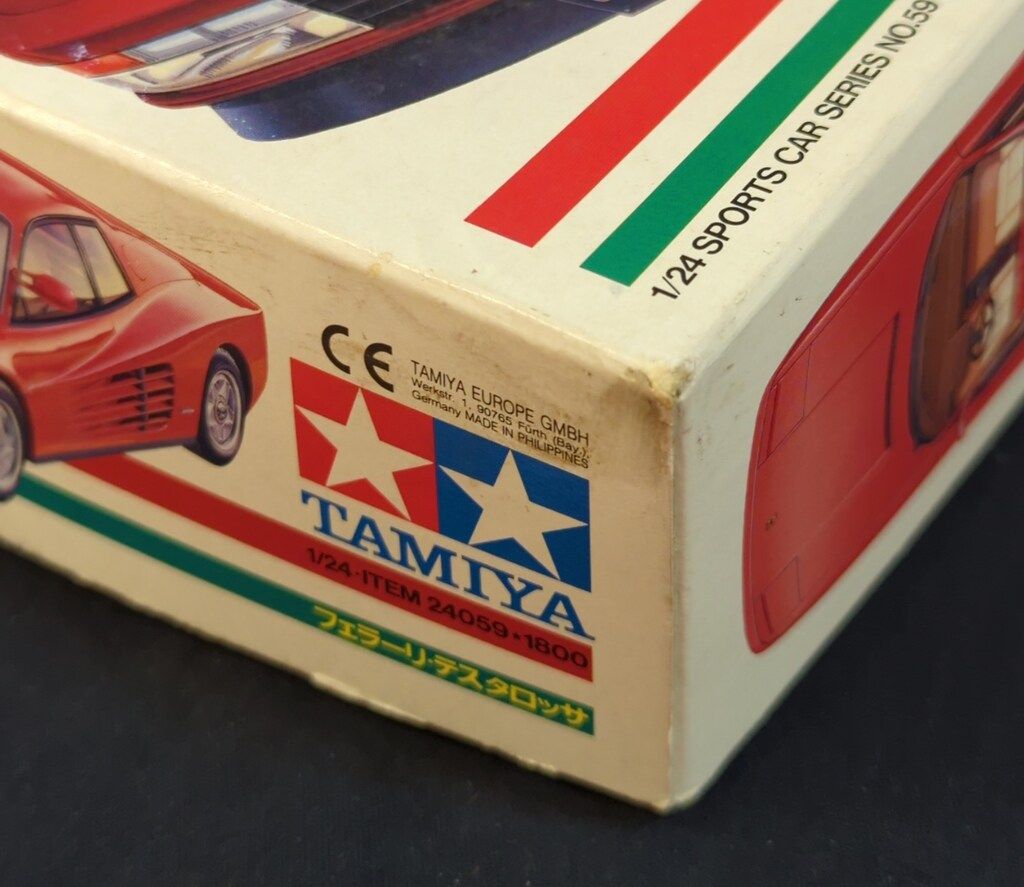 1/24 SPORTS CAR SERIES NO.59
CE
TAMIYA EUROPE GMBH
Werkstr. 1, 90765 Fürth (Bay.),
Germany MADE IN PHILIPPINES
TAMIYA
1/24・ITEM 24059★1800
フェラーリ・テスタロッサ